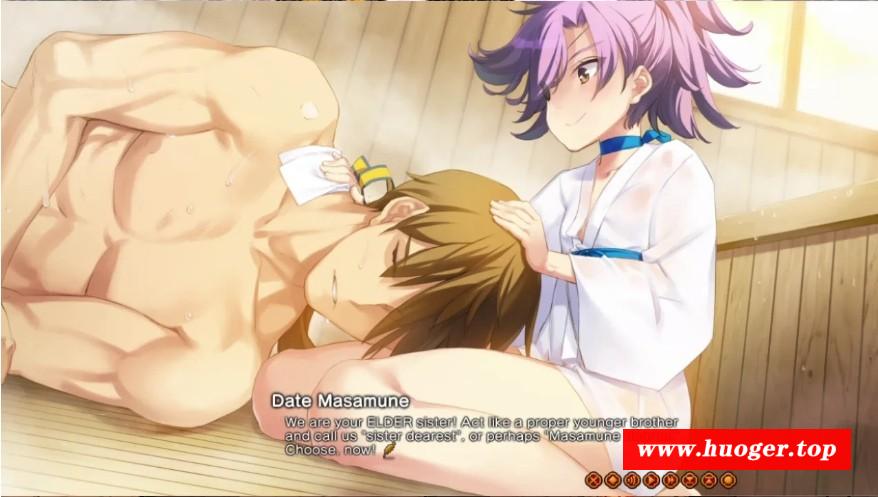 Date Masamune
We are your ELDER sister! Act like a proper younger brother
and call us "sister dearest", or perhaps "Masamune
Choose, now!
www.huoger.top